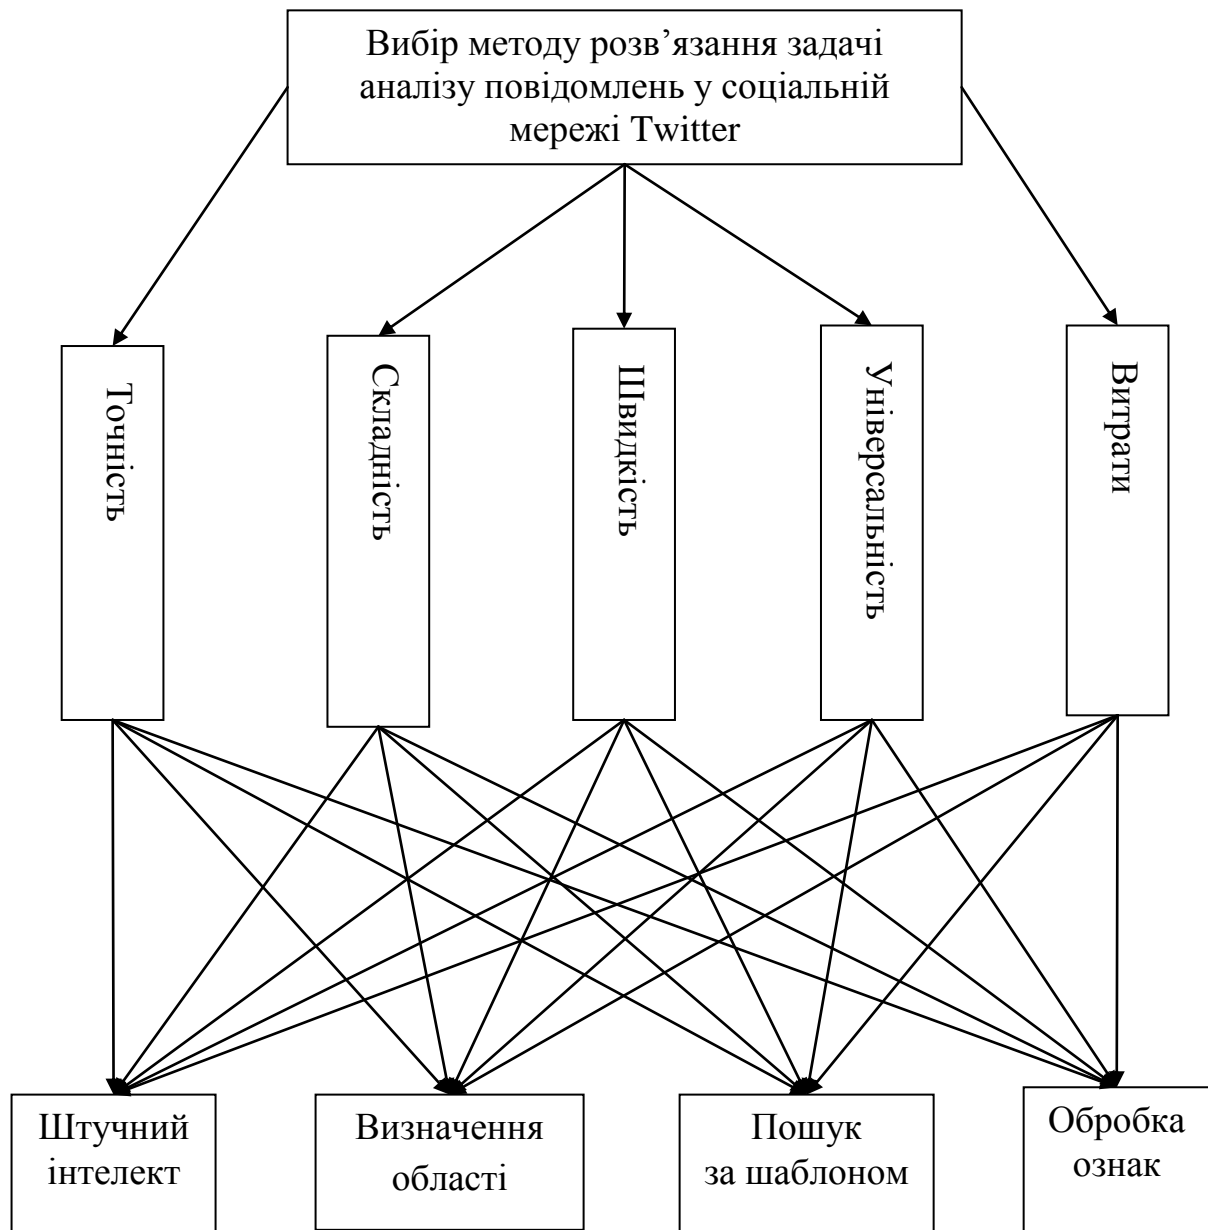 Вибір методу розв’язання задачі
аналізу повідомлень у соціальній
мережі Twitter
Точність
Складність
Швидкість
Універсальність
Витрати
Штучний
інтелект
Визначення
області
Пошук
за шаблоном
Обробка
ознак